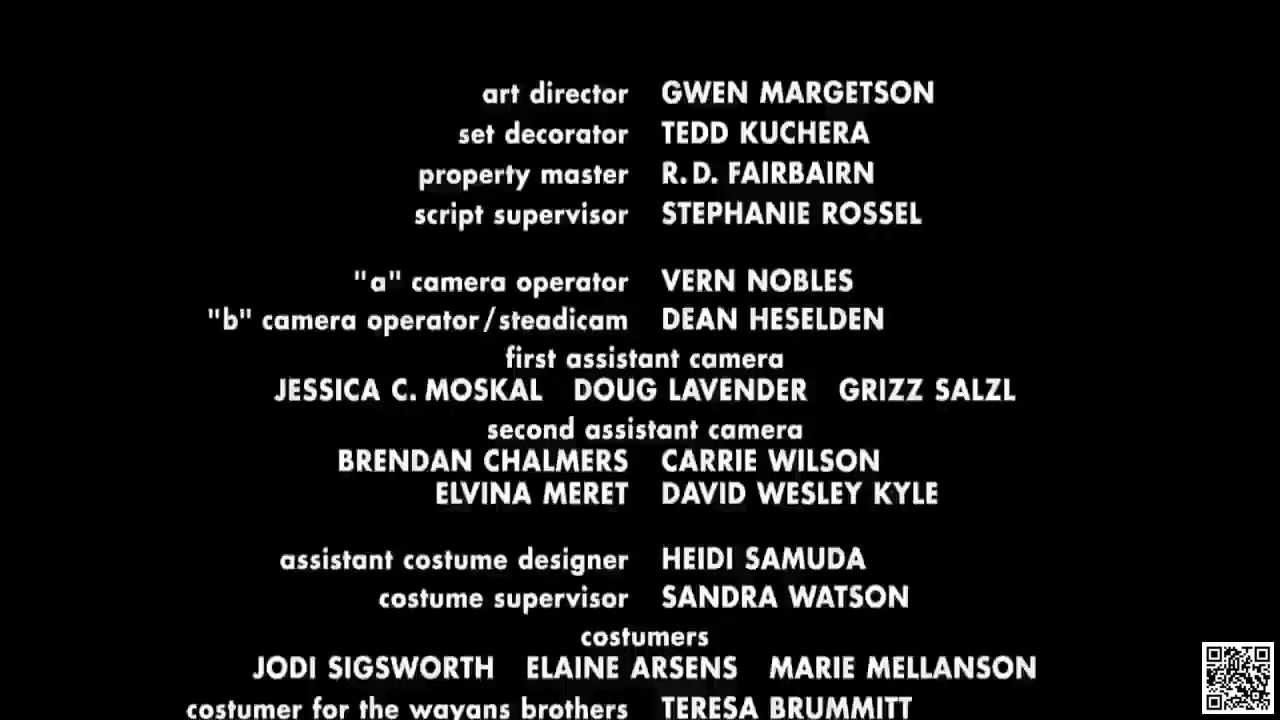 art director GWEN MARGETSON
set decorator TEDD KUCHERA
property master R. D. FAIRBAIRN
script supervisor STEPHANIE ROSSEL
"a" camera operator VERN NOBLES
"b" camera operator/steadicam DEAN HESELDEN
first assistant camera
JESSICA C. MOSKAL DOUG LAVENDER GRIZZ SALZL
second assistant camera
BRENDAN CHALMERS CARRIE WILSON
ELVINA MERET DAVID WESLEY KYLE
assistant costume designer HEIDI SAMUDA
costume supervisor SANDRA WATSON
costumers
JODI SIGSWORTH ELAINE ARSENS MARIE MELLANSON
costumer for the wayans brothers TERESA BRUMMITT